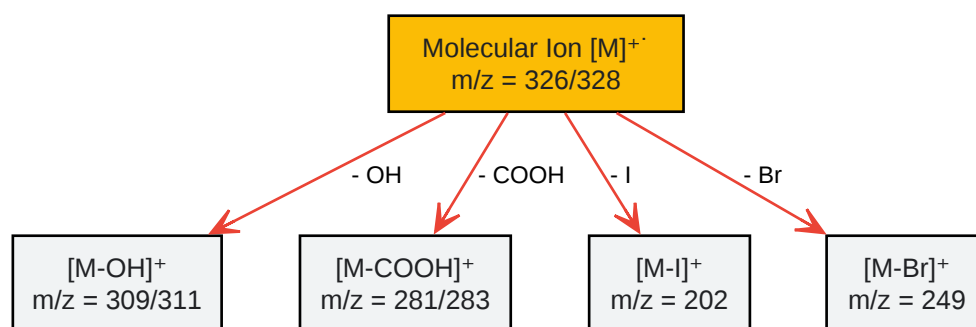 Molecular Ion [M]⁺˙
m/z = 326/328
- OH
- COOH
- I
- Br
[M-OH]⁺
m/z = 309/311
[M-COOH]⁺
m/z = 281/283
[M-I]⁺
m/z = 202
[M-Br]⁺
m/z = 249